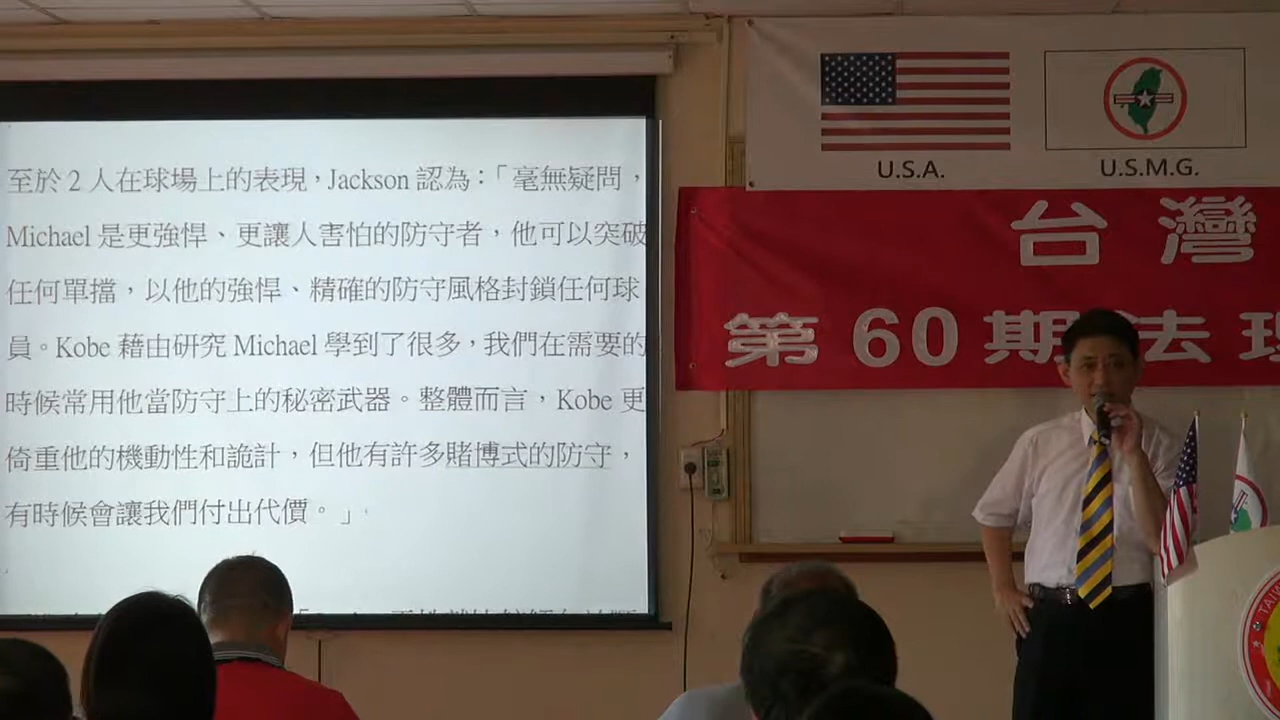 至於 2 人在球場上的表現，Jackson 認為：「毫無疑問，
Michael 是更強悍、更讓人害怕的防守者，他可以突破
任何單擋，以他的強悍、精確的防守風格封鎖任何球
員。Kobe 藉由研究 Michael 學到了很多，我們在需要的
時候常用他當防守上的秘密武器。整體而言，Kobe 更
倚重他的機動性和詭計，但他有許多賭博式的防守，
有時候會讓我們付出代價。」
U.S.A.
U.S.M.G.
台灣
第60期法